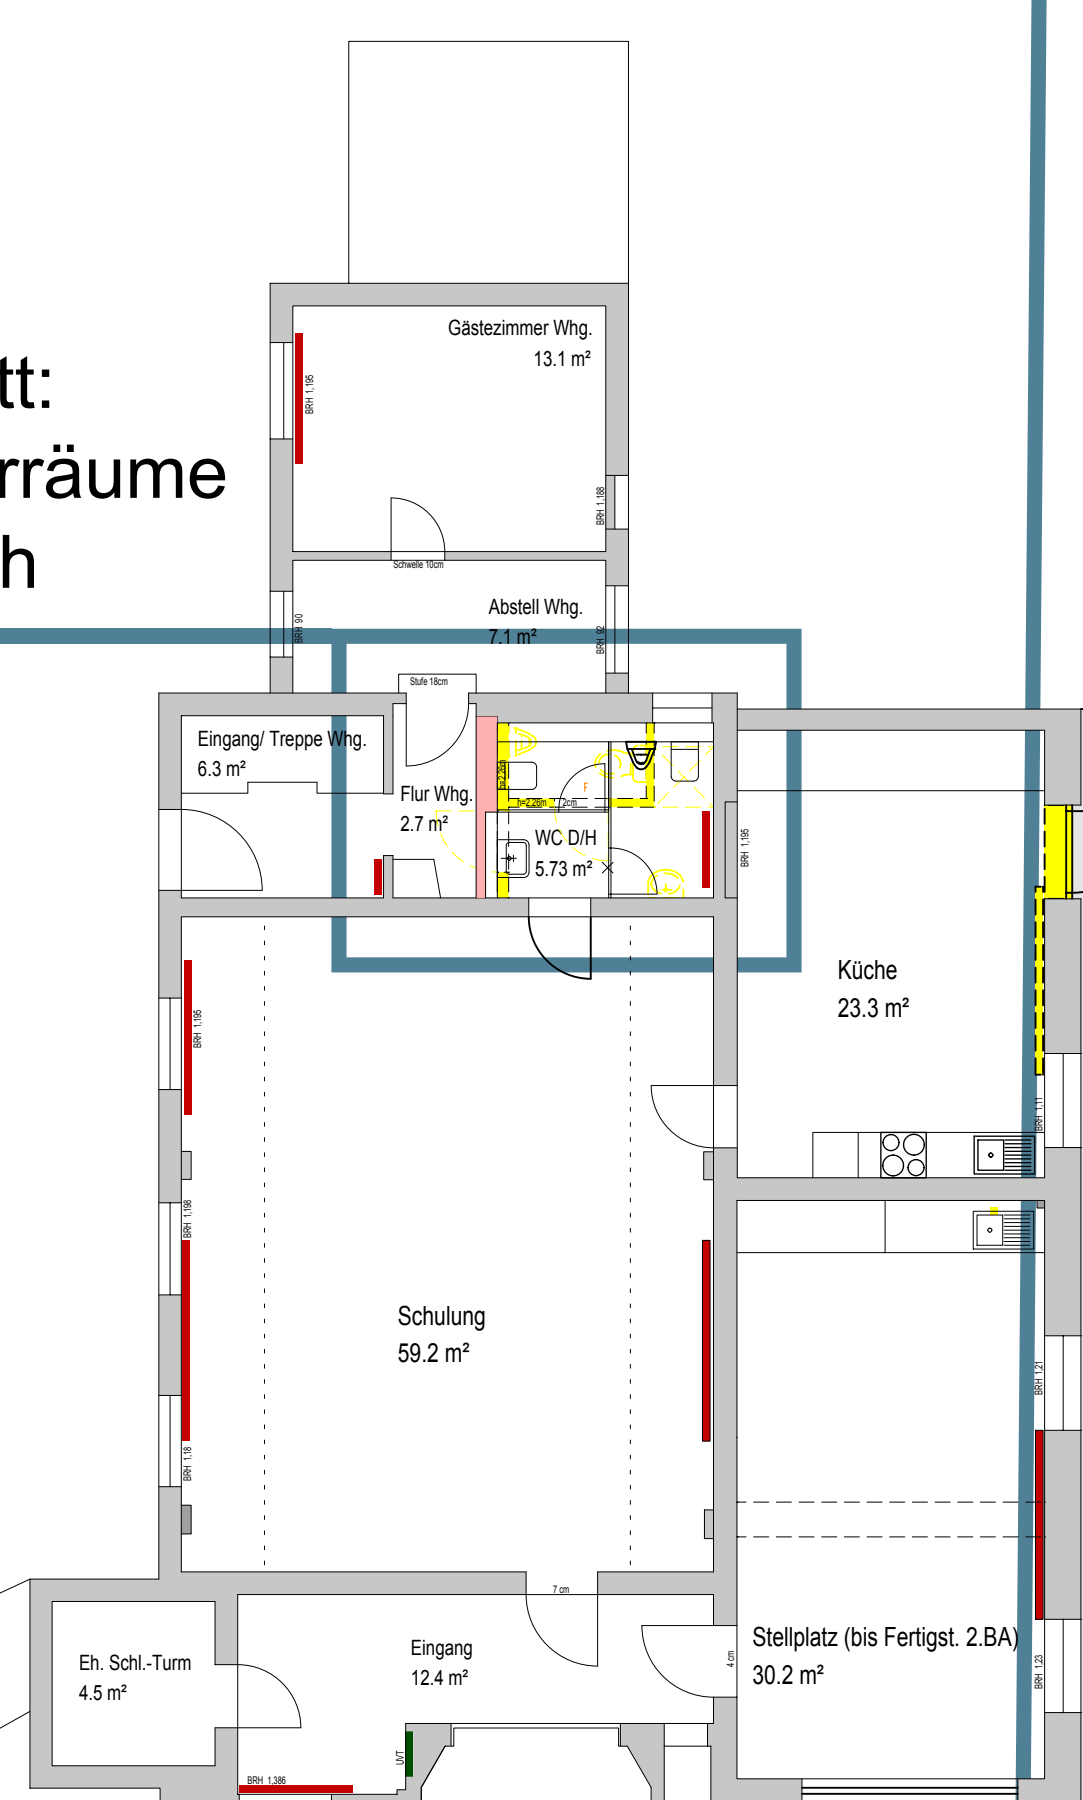 Gästezimmer Whg.
13.1 m²
tt:
rräume
h
BRH 1,195
BRH 1,188
Schwelle 10cm
Abstell Whg.
7.1 m²
BRH 90
BRH 92
Stufe 18cm
Eingang/ Treppe Whg.
6.3 m²
Flur Whg.
2.7 m²
h=2,26m
h=2,26m
2cm
F
WC D/H
5.73 m²
BRH 1,195
Küche
23.3 m²
BRH 1,195
BRH 1,11
BRH 1,198
Schulung
59.2 m²
BRH 1,21
BRH 1,18
7 cm
Eingang
12.4 m²
4 cm
Stellplatz (bis Fertigst. 2.BA)
30.2 m²
BRH 1,23
Eh. Schl.-Turm
4.5 m²
UVT
BRH 1,386